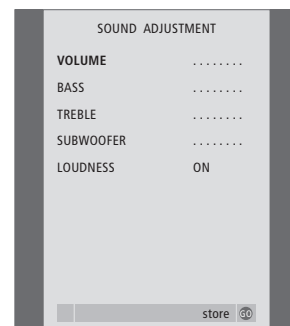 SOUND ADJUSTMENT
VOLUME ........
BASS ........
TREBLE ........
SUBWOOFER ........
LOUDNESS ON
store GO